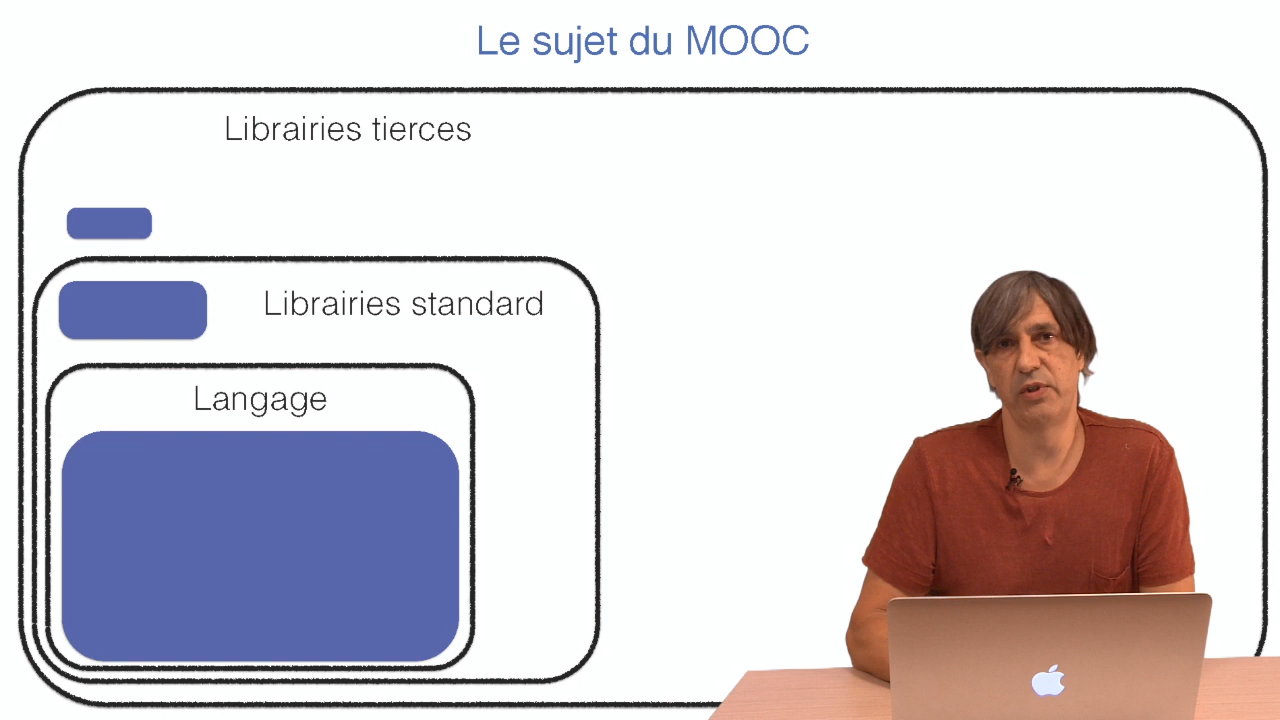 Le sujet du MOOC
Librairies tierces
Librairies standard
Langage